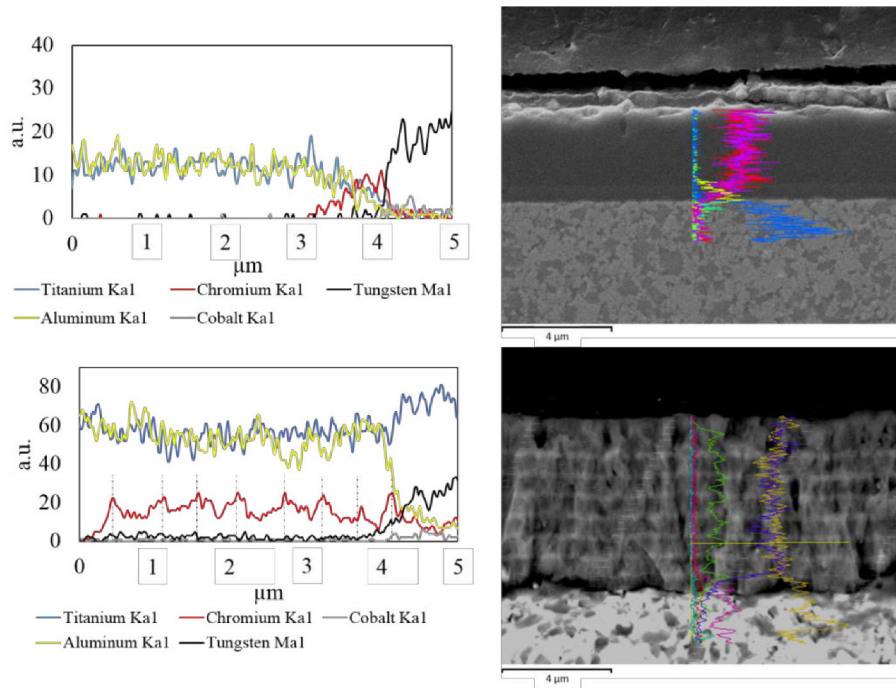 40
30
20
10
0
a.u.
0 1 2 3 4 5
μm
Titanium Ka1 Chromium Ka1 Tungsten Ma1
Aluminum Ka1 Cobalt Ka1
4 μm
80
60
40
20
0
a.u.
0 1 2 3 4 5
μm
Titanium Ka1 Chromium Ka1 Cobalt Ka1
Aluminum Ka1 Tungsten Ma1
4 μm